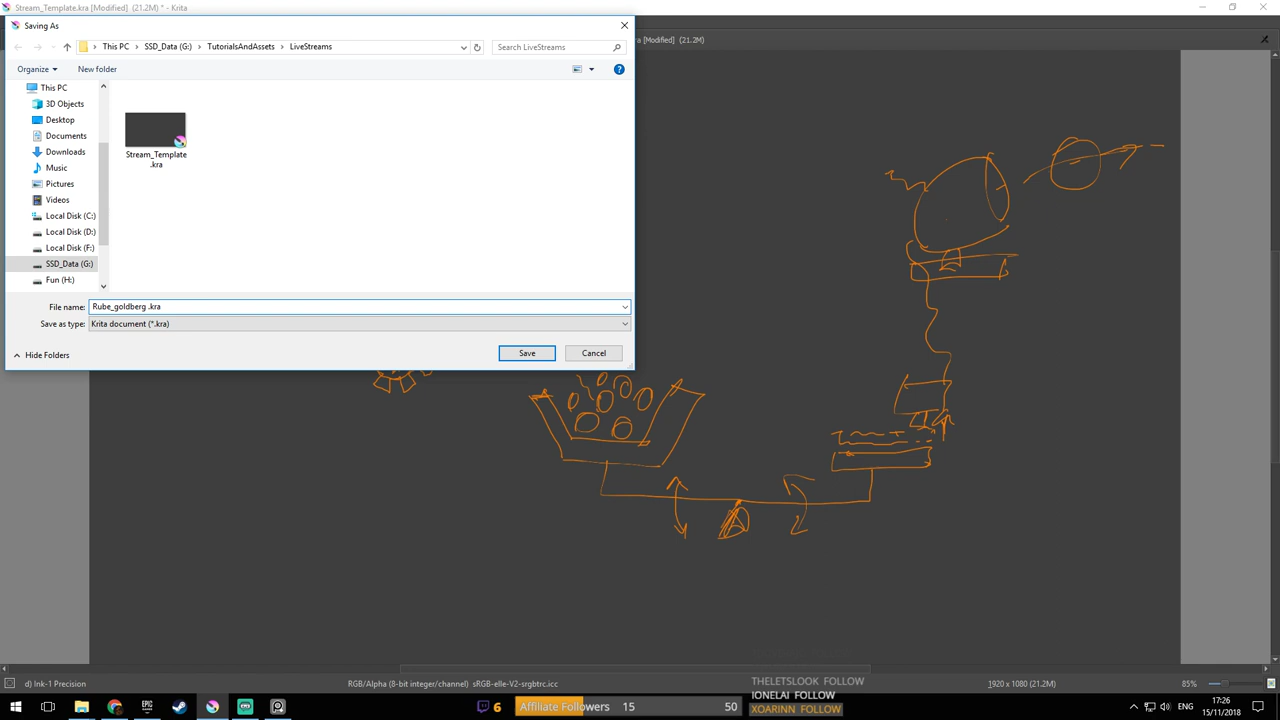 Stream_Template.kra [Modified] (21.2M) * - Krita
Saving As
This PC
SSD_Data (G:)
TutorialsAndAssets
LiveStreams
Search LiveStreams
ra [Modified] (21.2M)
Organize
New folder
This PC
3D Objects
Desktop
Documents
Downloads
Music
Pictures
Videos
Local Disk (C:)
Local Disk (D:)
Local Disk (F:)
SSD_Data (G:)
Fun (H:)
Stream_Template
.kra
File name:
Rube_goldberg .kra
Save as type:
Krita document (*.kra)
Hide Folders
Save
Cancel
d) Ink-1 Precision
RGB/Alpha (8-bit integer/channel) sRGB-elle-V2-srgbtrc.icc
1920 x 1080 (21.2M)
85%
THELETSLOOK FOLLOW
IONELAI FOLLOW
XOARINN FOLLOW
6
Affiliate Followers 15 50
EPIC
ENG
17:26
15/11/2018